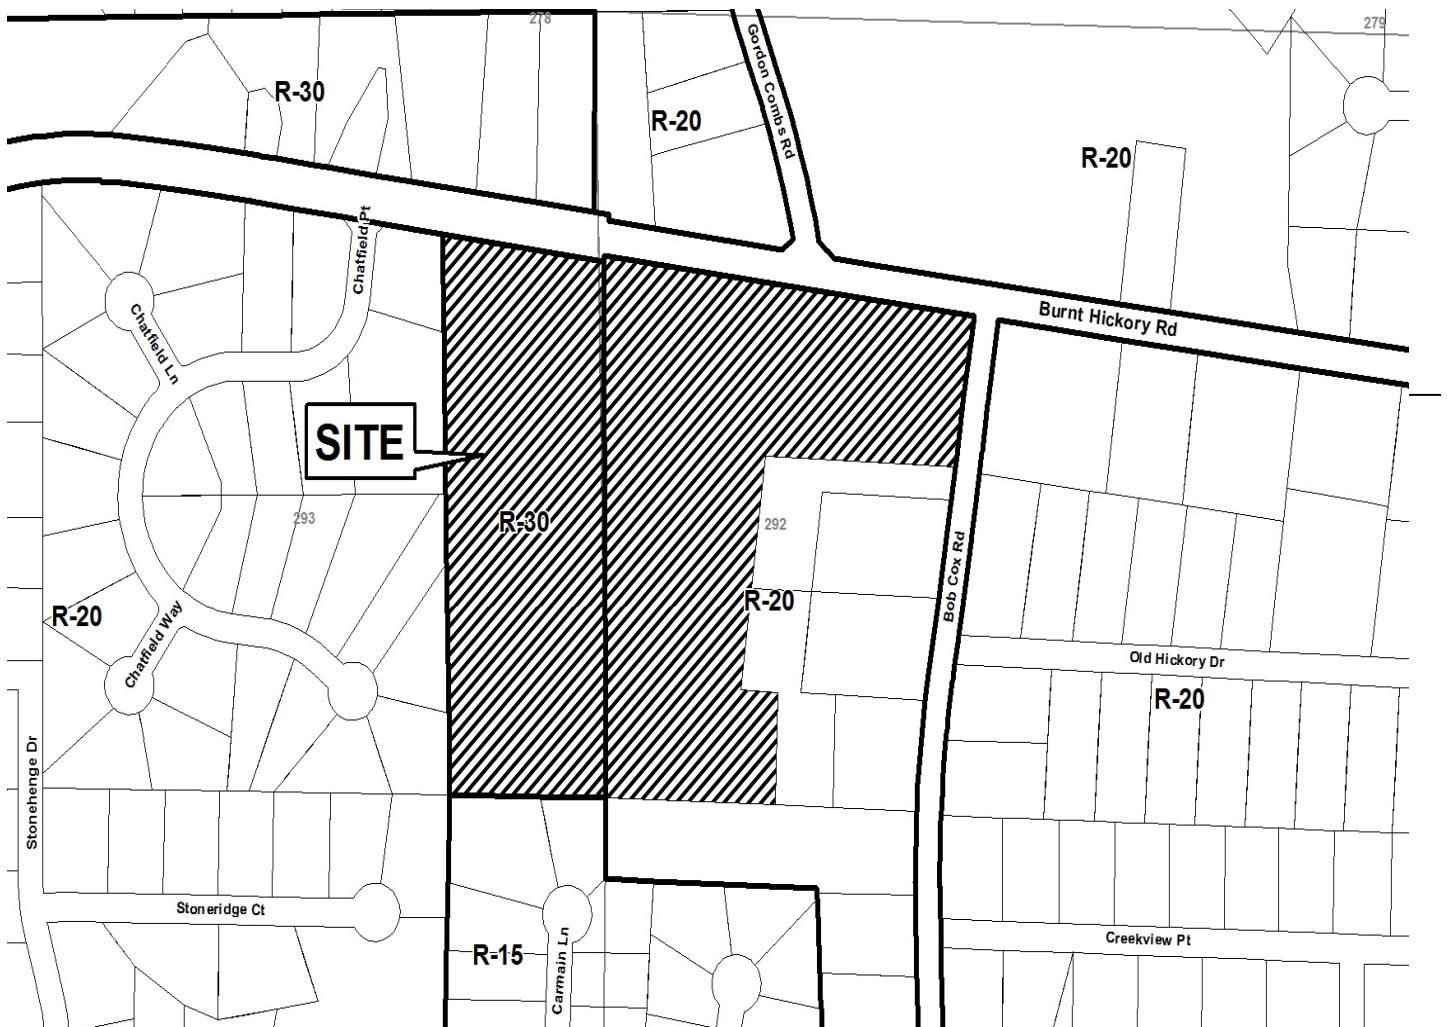 278
279
Gordon Combs Rd
R-30
R-20
R-20
Chatfield Pt
Chatfield Ln
Burnt Hickory Rd
SITE
R-30
293
292
Bob Cox Rd
R-20
R-20
Chatfield Way
Old Hickory Dr
R-20
Stonehenge Dr
Stoneridge Ct
Creekview Pt
R-15
Carmain Ln